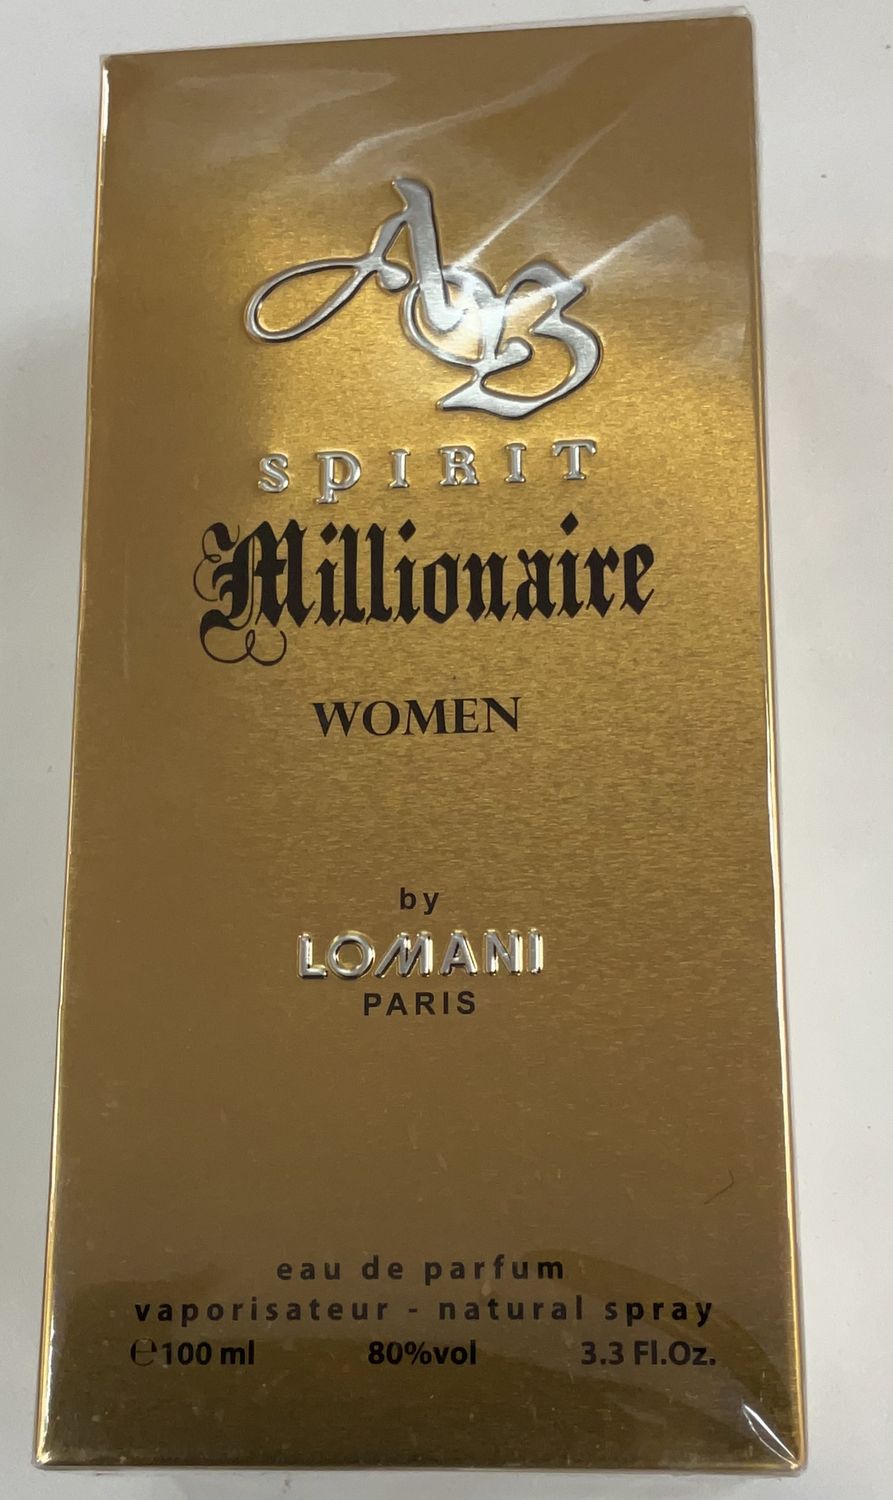 AB
SPIRIT
Millionaire
WOMEN
by
LOMANI
PARIS
eau de parfum
vaporisateur - natural spray
℮100 ml 80%vol 3.3 Fl.Oz.